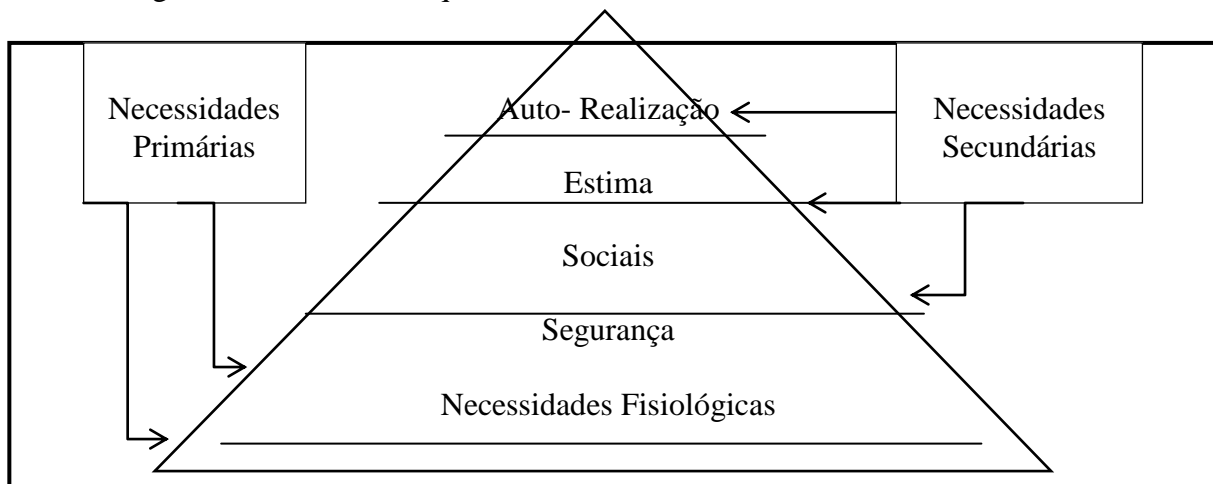 Necessidades
Primárias
Auto- Realização
Necessidades
Secundárias
Estima
Sociais
Segurança
Necessidades Fisiológicas